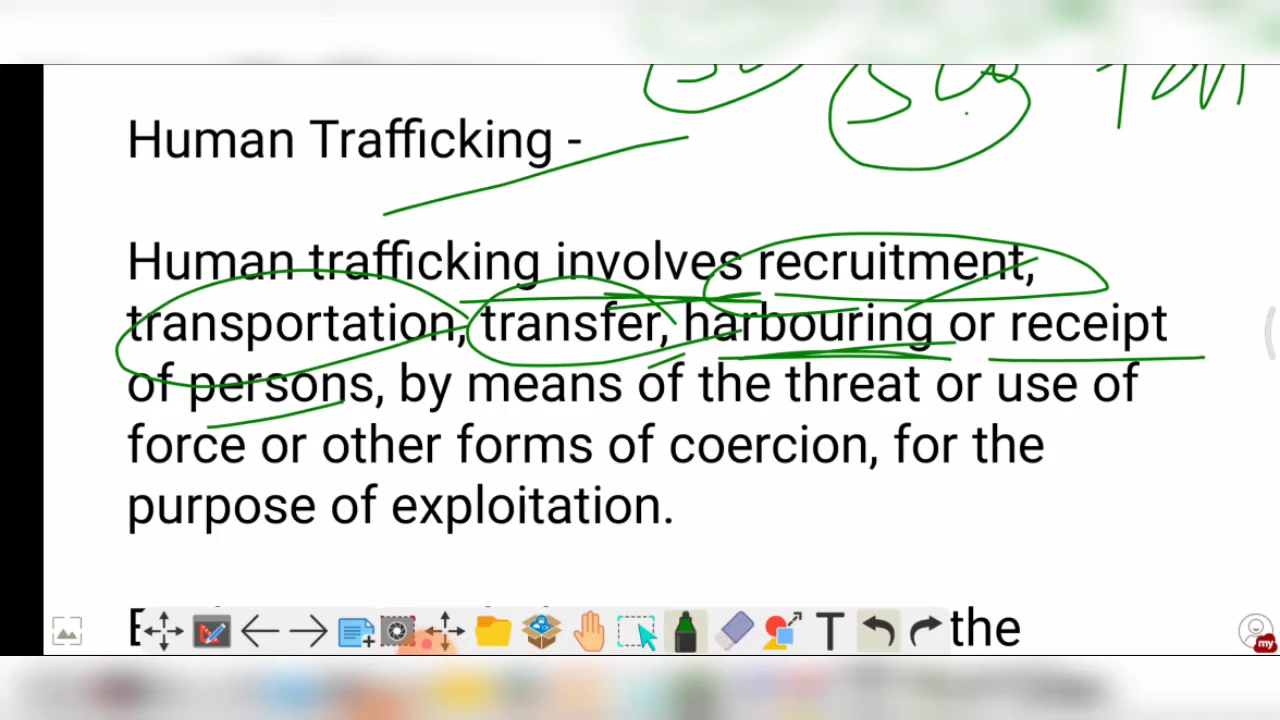 Human Trafficking -
Human trafficking involves recruitment,
transportation, transfer, harbouring or receipt
of persons, by means of the threat or use of
force or other forms of coercion, for the
purpose of exploitation.
the
T
my